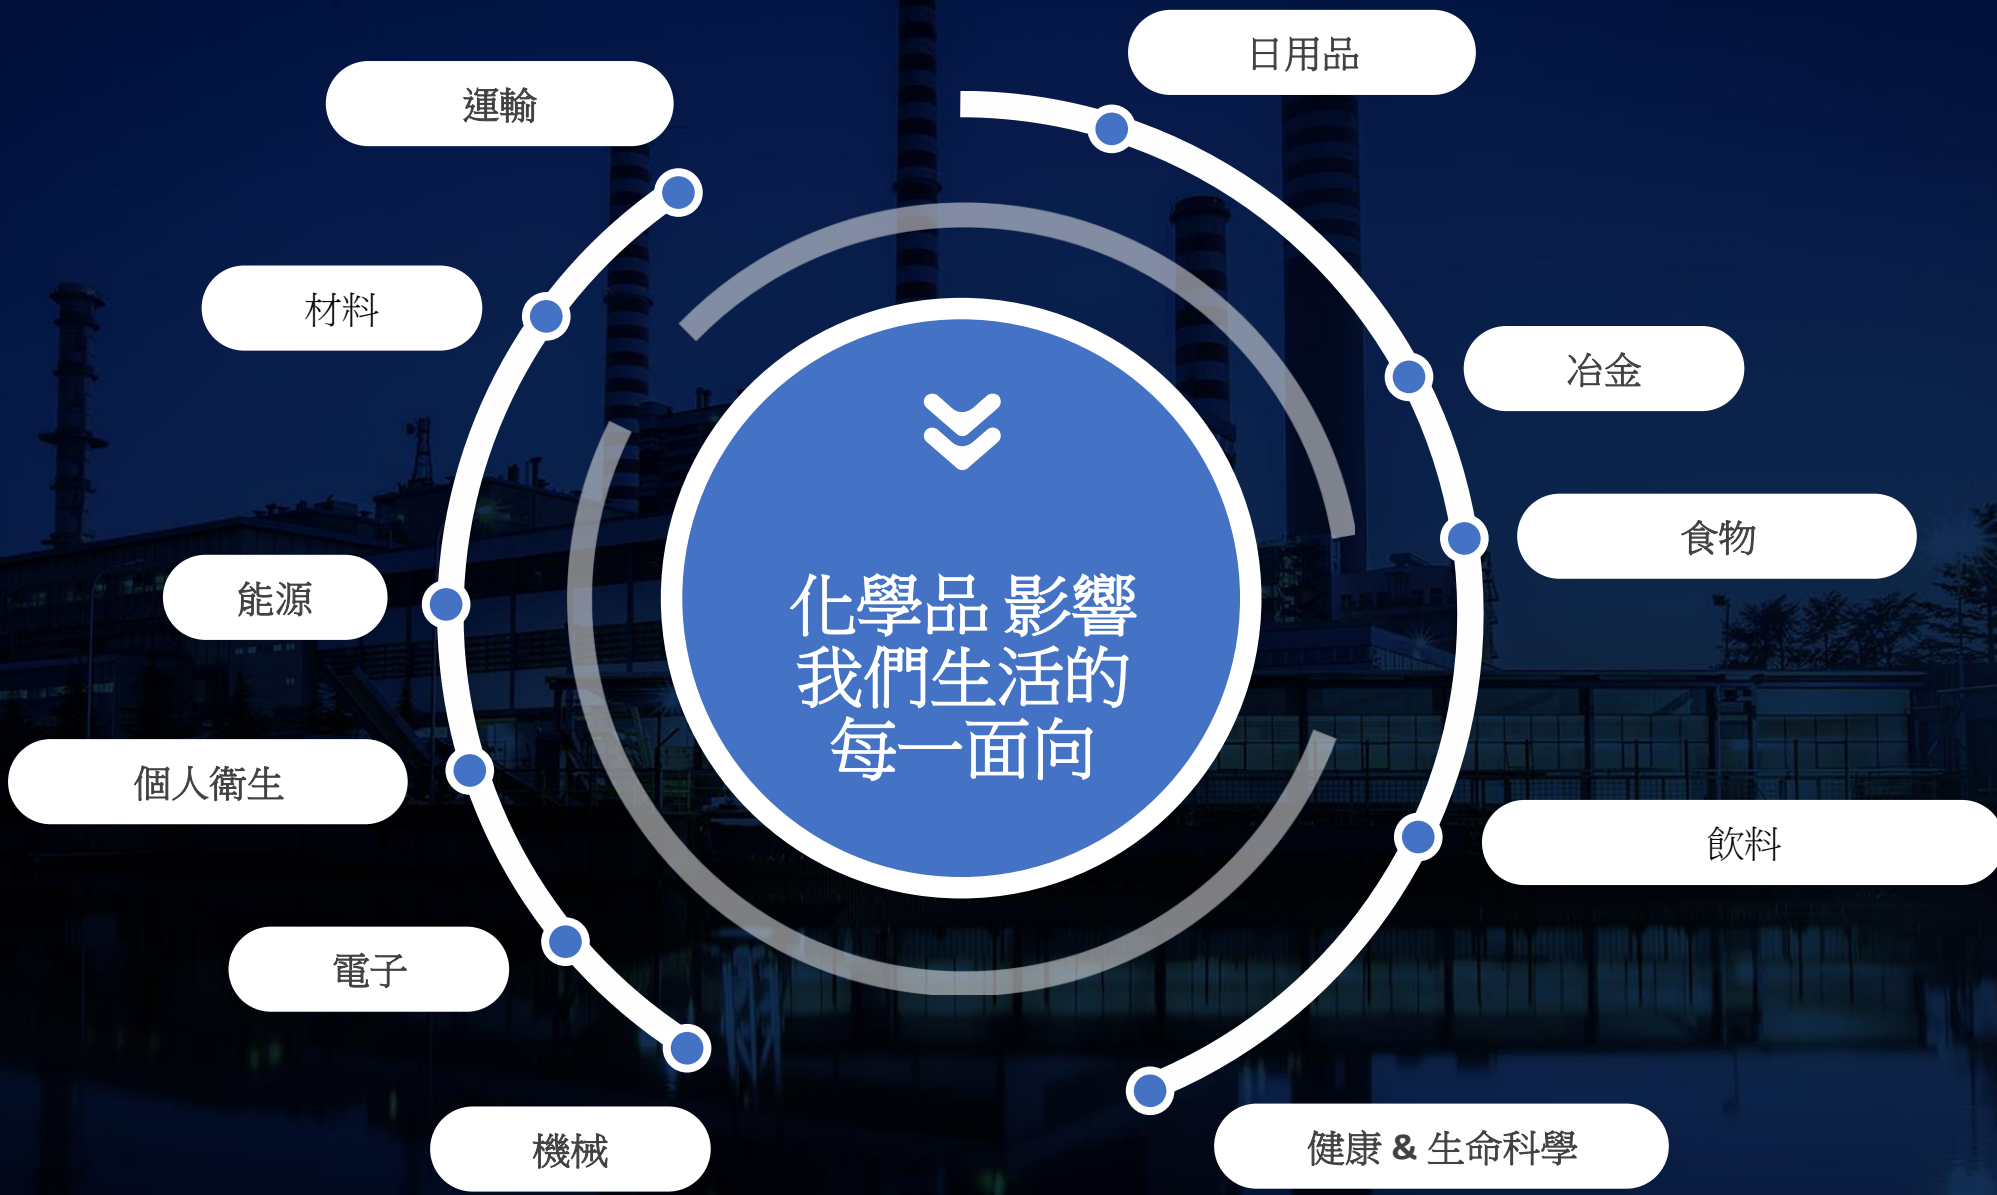 日用品
運輸
材料
冶金
食物
化學品 影響
我們生活的
每一面向
能源
個人衛生
飲料
電子
機械
健康 & 生命科學